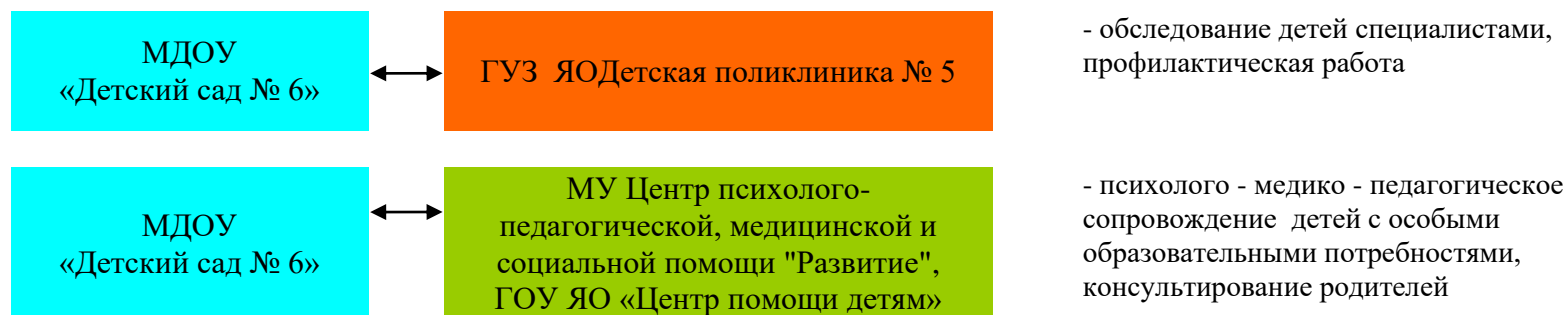 МДОУ
«Детский сад № 6»
ГУЗ  ЯОДетская поликлиника № 5
- обследование детей специалистами,
профилактическая работа
МДОУ
«Детский сад № 6»
МУ Центр психолого-
педагогической, медицинской и
социальной помощи "Развитие",
ГОУ ЯО «Центр помощи детям»
- психолого - медико - педагогическое
сопровождение  детей с особыми
образовательными потребностями,
консультирование родителей